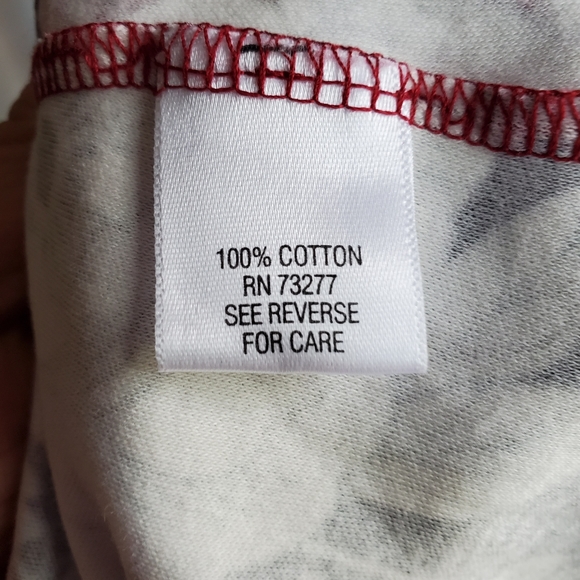 100% COTTON
RN 73277
SEE REVERSE
FOR CARE